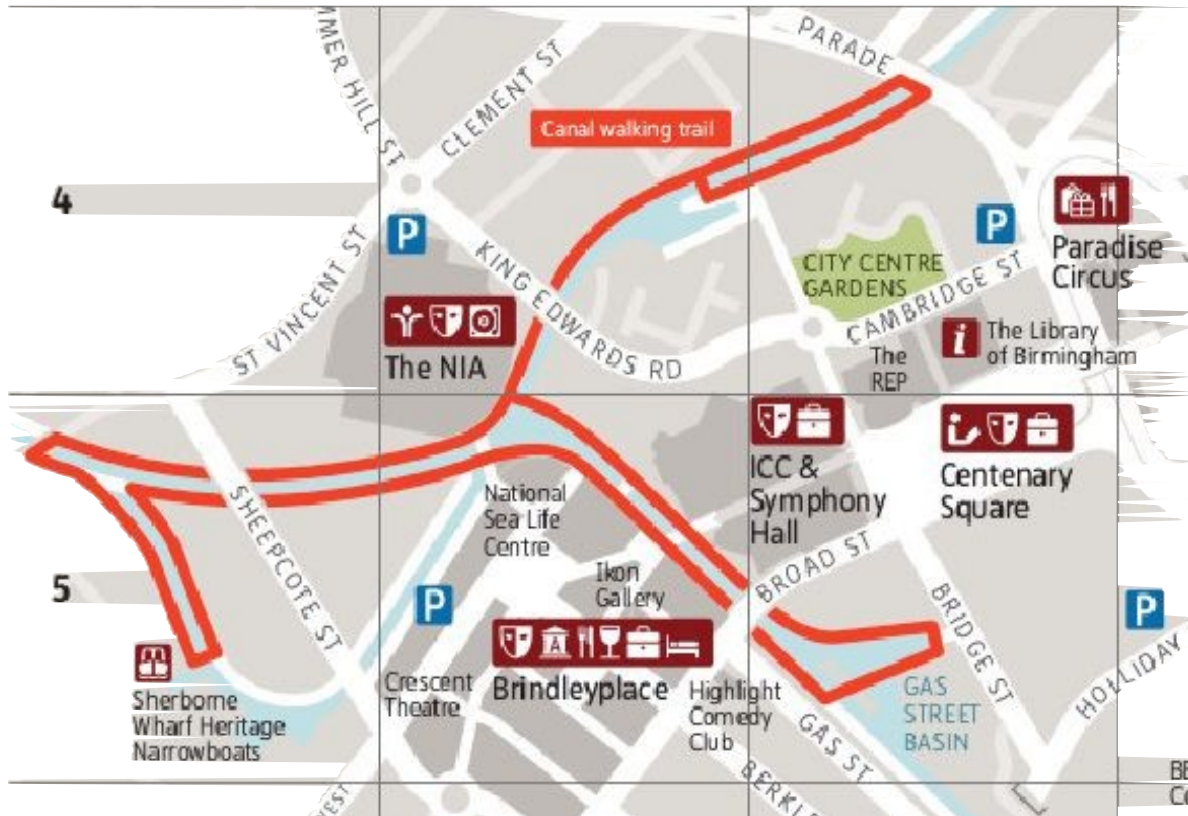 MMER HILL ST
CLEMENT ST
PARADE
Canal walking trail
4
P
P
ST VINCENT ST
KING EDWARDS RD
CITY CENTRE
GARDENS
CAMBRIDGE ST
Paradise
Circus
The NIA
The
REP
i
The Library
of Birmingham
SHEEPCOTE ST
National
Sea Life
Centre
ICC &
Symphony
Hall
Centenary
Square
5
P
Ikon
Gallery
BROAD ST
BRIDGE ST
P
HOLLIDAY
A
Sherborne
Wharf Heritage
Narrowboats
Crescent
Theatre
Brindleyplace
Highlight
Comedy
Club
GAS ST
GAS
STREET
BASIN
BERKL